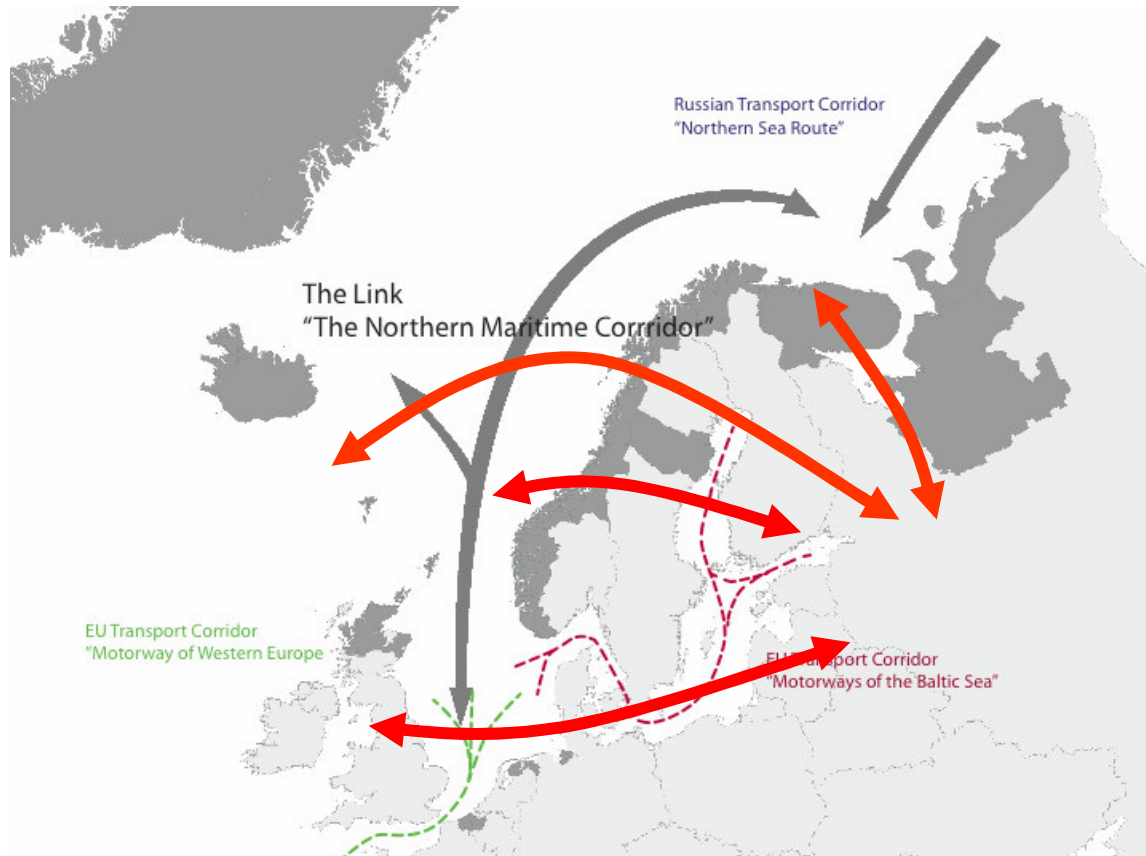 Russian Transport Corridor
"Northern Sea Route"
The Link
"The Northern Maritime Corrridor"
EU Transport Corridor
"Motorway of Western Europe
EU Transport Corridor
"Motorways of the Baltic Sea"